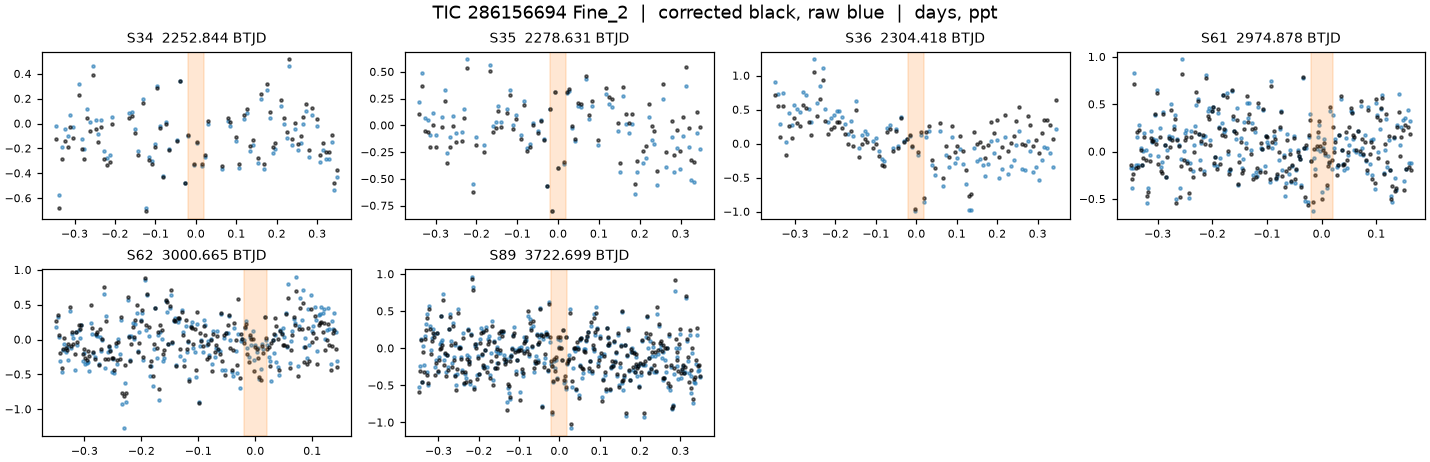 TIC 286156694 Fine_2 | corrected black, raw blue | days, ppt
S34 2252.844 BTJD
S35 2278.631 BTJD
S36 2304.418 BTJD
S61 2974.878 BTJD
0.4
0.2
0.0
−0.2
−0.4
−0.6
−0.3 −0.2 −0.1 0.0 0.1 0.2 0.3
0.50
0.25
0.00
−0.25
−0.50
−0.75
−0.3 −0.2 −0.1 0.0 0.1 0.2 0.3
1.0
0.5
0.0
−0.5
−1.0
−0.3 −0.2 −0.1 0.0 0.1 0.2 0.3
1.0
0.5
0.0
−0.5
−0.3 −0.2 −0.1 0.0 0.1
S62 3000.665 BTJD
S89 3722.699 BTJD
1.0
0.5
0.0
−0.5
−1.0
−0.3 −0.2 −0.1 0.0 0.1
1.0
0.5
0.0
−0.5
−1.0
−0.3 −0.2 −0.1 0.0 0.1 0.2 0.3